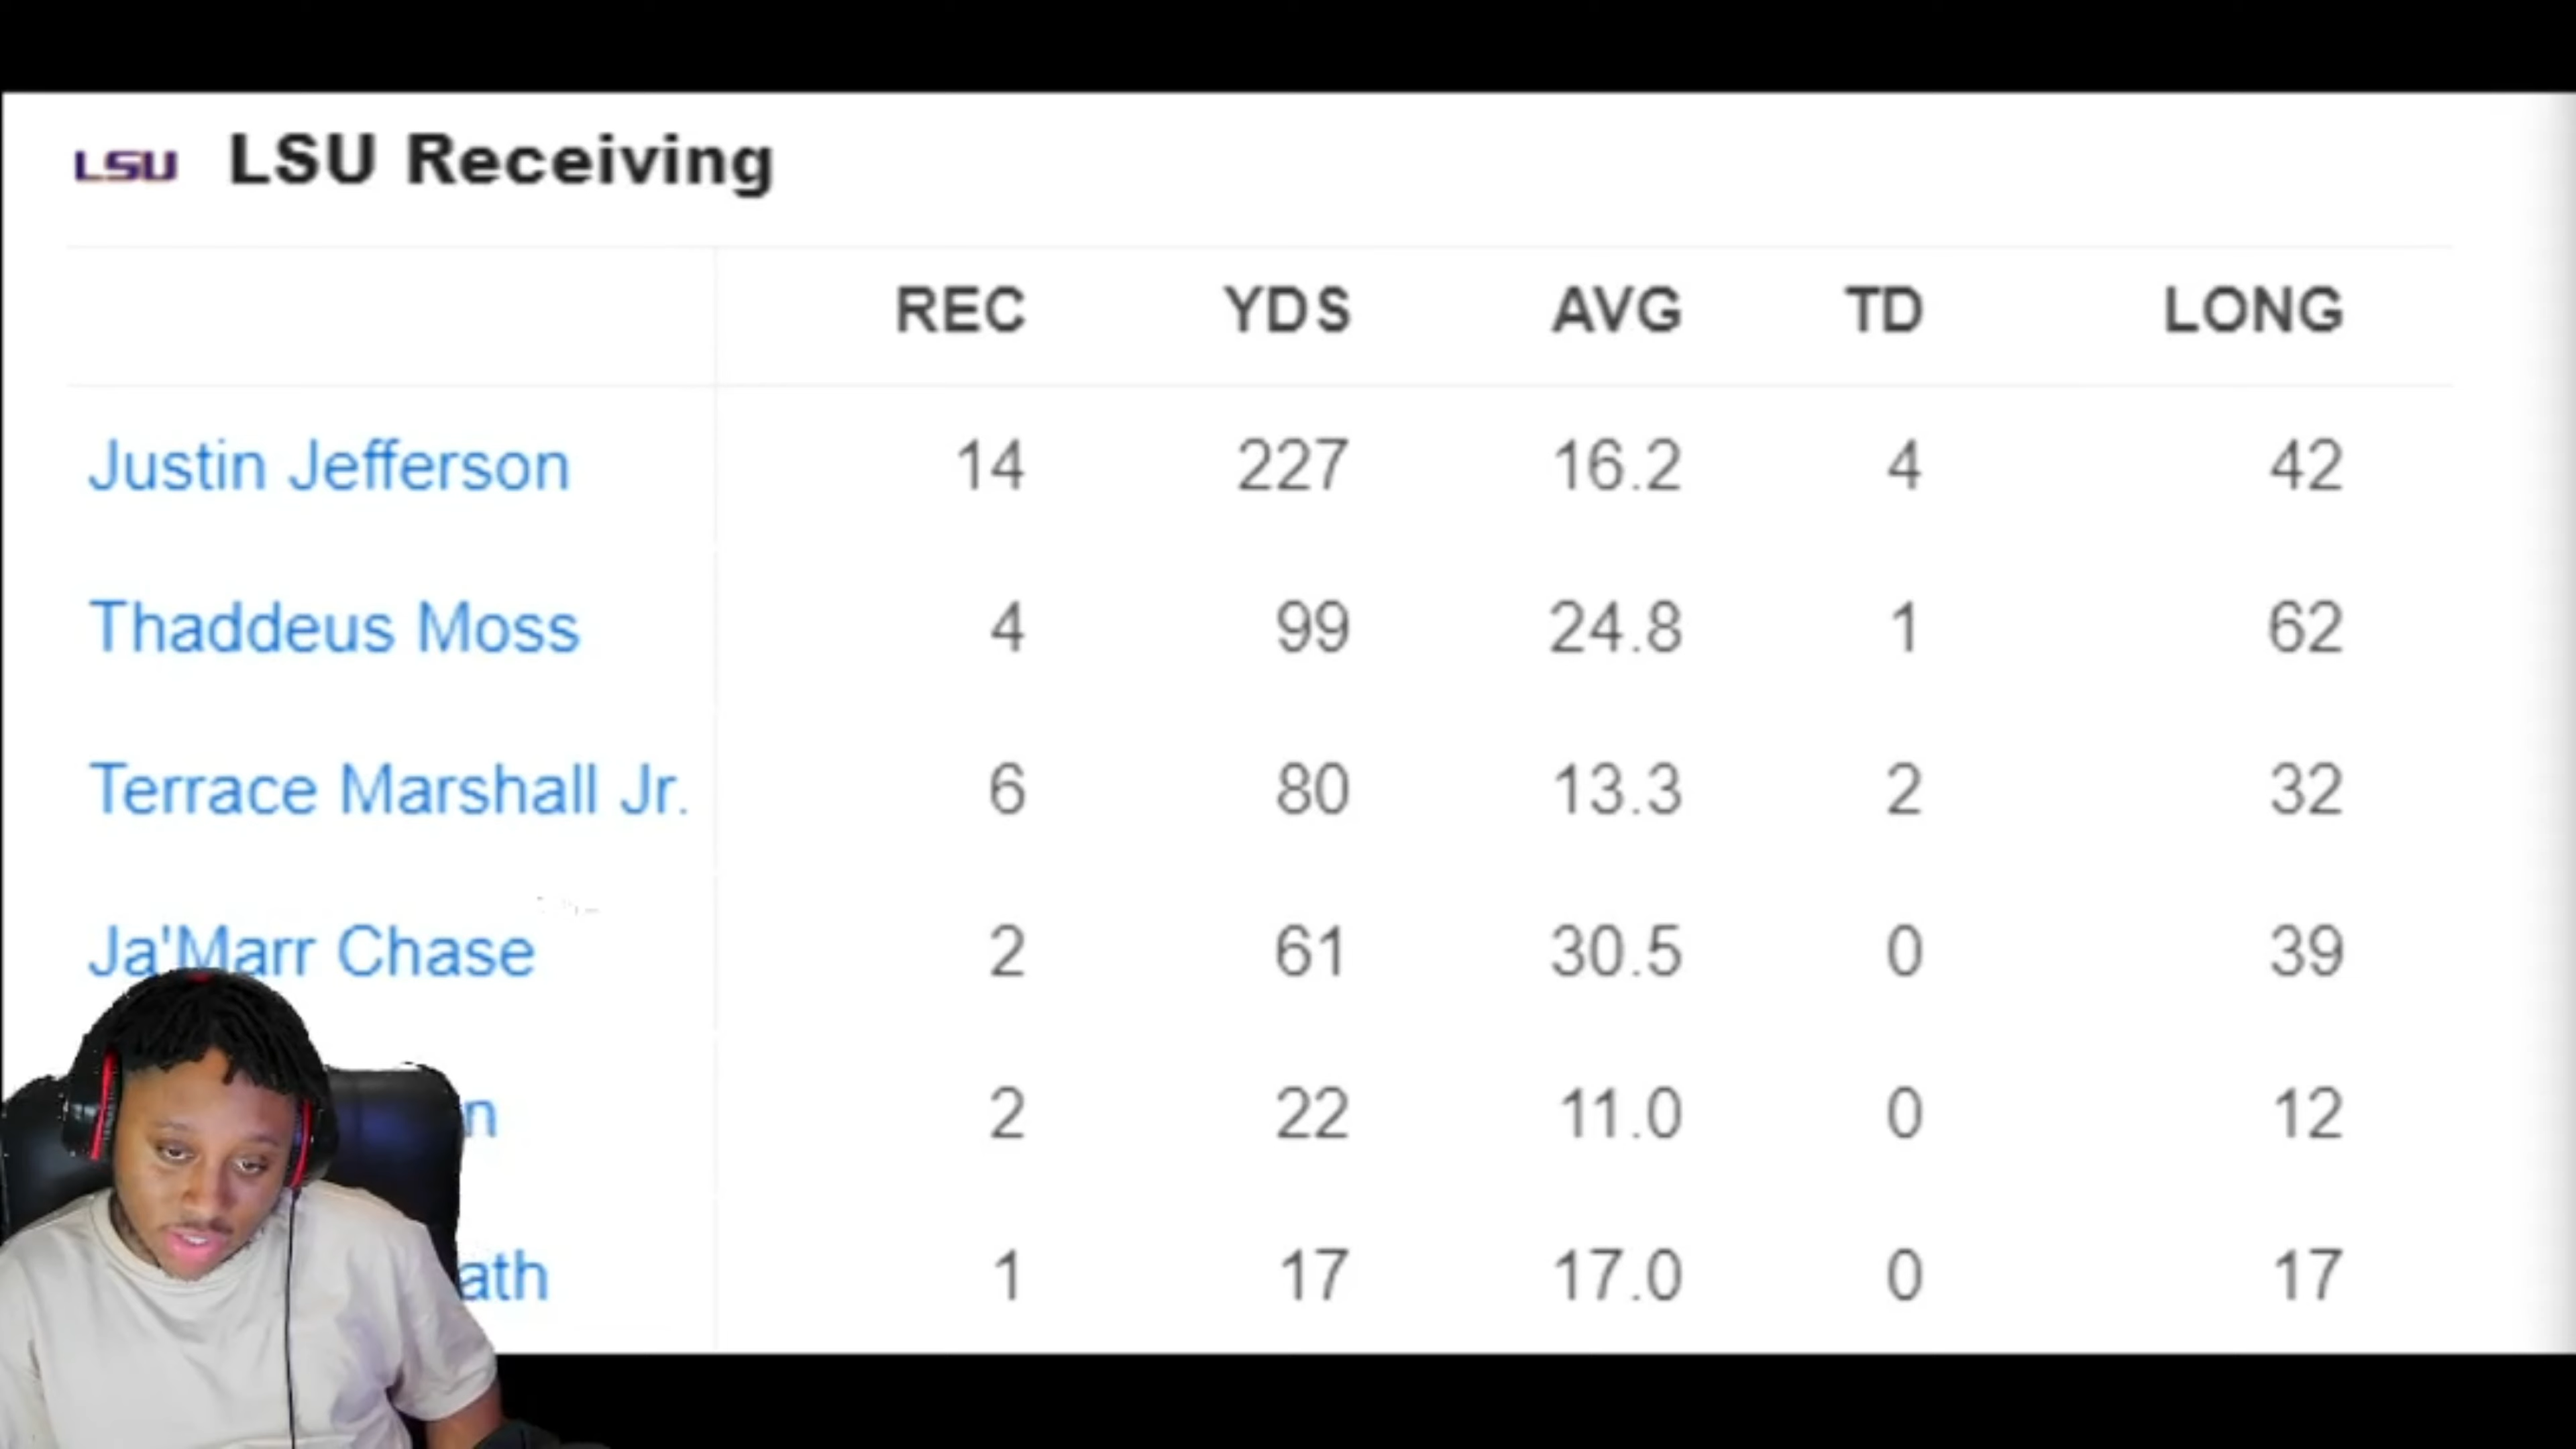 LSU LSU Receiving
REC YDS AVG TD LONG
Justin Jefferson 14 227 16.2 4 42
Thaddeus Moss 4 99 24.8 1 62
Terrace Marshall Jr. 6 80 13.3 2 32
Ja'Marr Chase 2 61 30.5 0 39
2 22 11.0 0 12
1 17 17.0 0 17